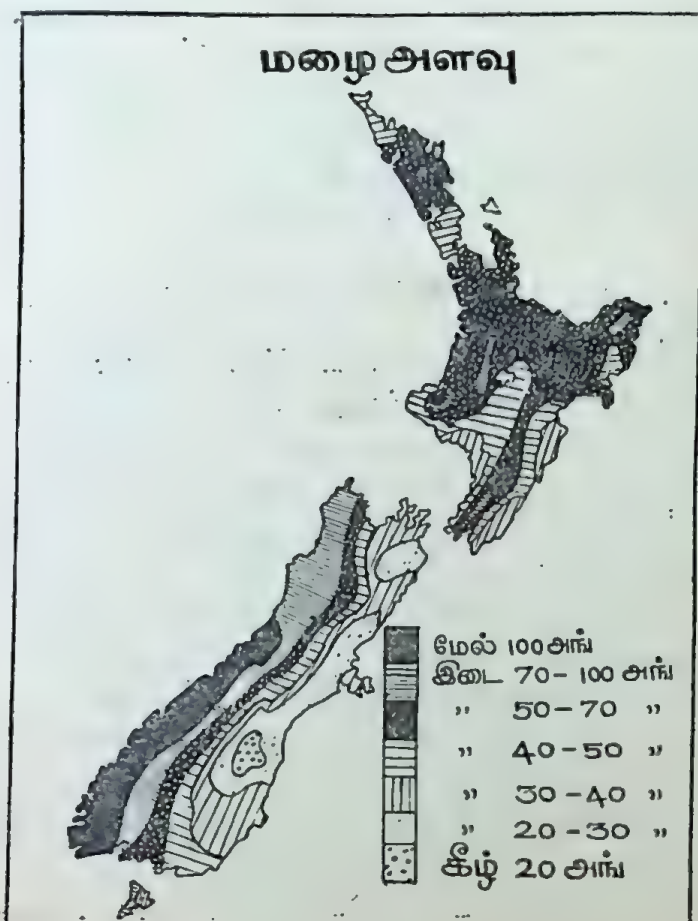 மழை அளவு
மேல் 100 அங்
இடை 70-100 அங்
" 50-70 "
" 40-50 "
" 30-40 "
" 20-30 "
கீழ் 20 அங்